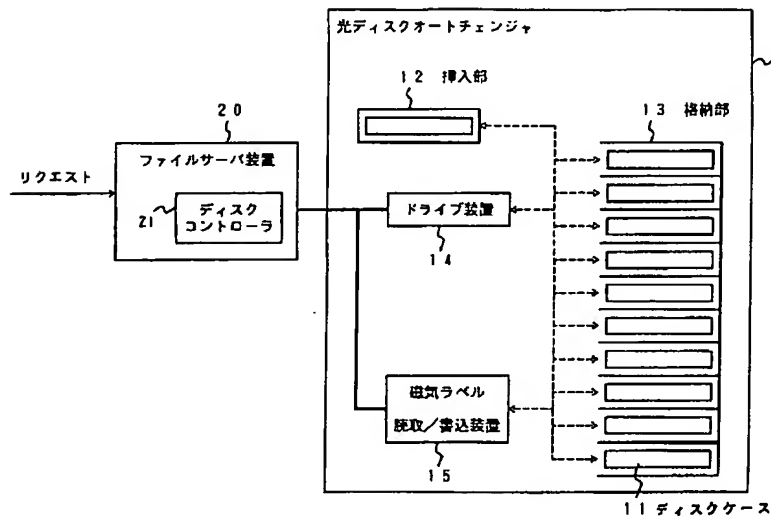 光ディスクオートチェンジャ
12 挿入部
20
13 格納部
ファイルサーバ装置
リクエスト
ディスク
21
コントローラ
ドライブ装置
14
磁気ラベル
読取/書込装置
15
11 ディスクケース